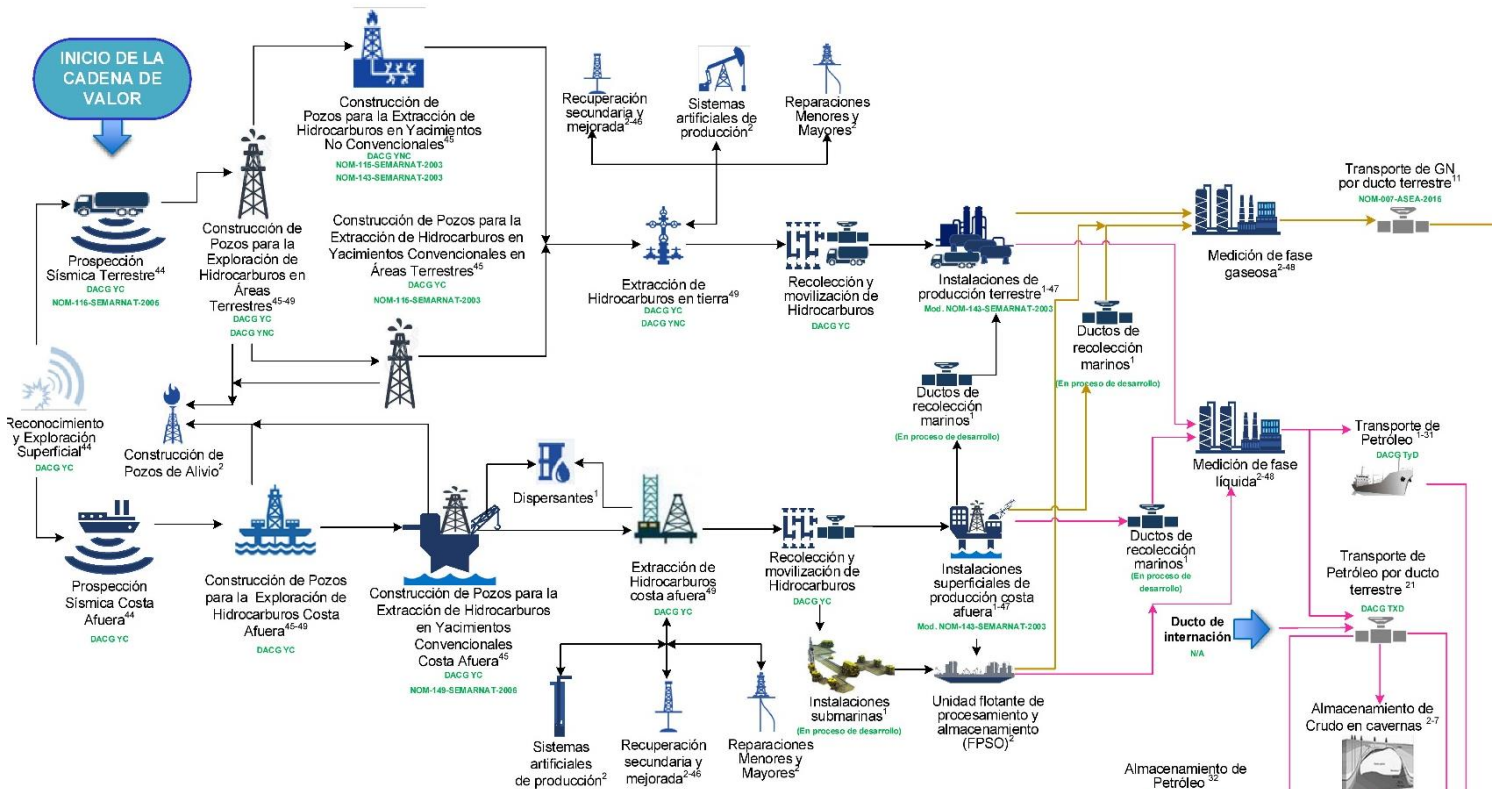 INICIO DE LA
CADENA DE
VALOR
Prospección
Sísmica Terrestre44
DACG YC
NOM-116-SEMARNAT-2005
Reconocimiento
y Exploración
Superficial44
DACG YC
Prospección
Sísmica Costa
Afuera44
DACG YC
Construcción de
Pozos para la
Exploración de
Hidrocarburos en
Áreas
Terrestres45-49
DACG YC
DACG YNC
Construcción de
Pozos de Alivio2
Construcción de Pozos
para la Exploración de
Hidrocarburos Costa
Afuera45-49
DACG YC
Construcción de
Pozos para la Extracción de
Hidrocarburos en Yacimientos
No Convencionales45
DACG YNC
NOM-115-SEMARNAT-2003
NOM-143-SEMARNAT-2003
Construcción de Pozos para la
Extracción de Hidrocarburos en
Yacimientos Convencionales en
Áreas Terrestres45
DACG YC
NOM-115-SEMARNAT-2003
Construcción de Pozos para la
Extracción de Hidrocarburos
en Yacimientos
Convencionales
Costa Afuera45
DACG YC
NOM-149-SEMARNAT-2006
Dispersantes1
Recuperación
secundaria y
mejorada2-46
Sistemas
artificiales de
producción2
Reparaciones
Menores y
Mayores2
Extracción de
Hidrocarburos en tierra49
DACG YC
DACG YNC
Recolección y
movilización de
Hidrocarburos
DACG YC
Instalaciones de
producción terrestre1-47
Mod. NOM-143-SEMARNAT-2003
Extracción de
Hidrocarburos
costa afuera49
DACG YC
Sistemas
artificiales
de producción2
Recuperación
secundaria y
mejorada2-46
Reparaciones
Menores y
Mayores2
Recolección y
movilización de
Hidrocarburos
DACG YC
Instalaciones
submarinas1
(En proceso de desarrollo)
Ductos de
recolección
marinos1
(En proceso de desarrollo)
Instalaciones
superficiales de
producción costa
afuera1-47
Mod. NOM-143-SEMARNAT-2003
Unidad flotante de
procesamiento y
almacenamiento
(FPSO)2
Ductos de
recolección
marinos1
(En proceso de desarrollo)
Ductos de
recolección
marinos1
(En proceso de
desarrollo)
Medición de fase
gaseosa2-48
Transporte de GN
por ducto terrestre11
NOM-007-ASEA-2016
Medición de fase
líquida2-48
Transporte de
Petróleo1-31
DACG TyD
Transporte de
Petróleo por ducto
terrestre 21
DACG TXD
Ducto de
internación
N/A
Almacenamiento de
Crudo en cavernas 2-7
Almacenamiento de
Petróleo 32